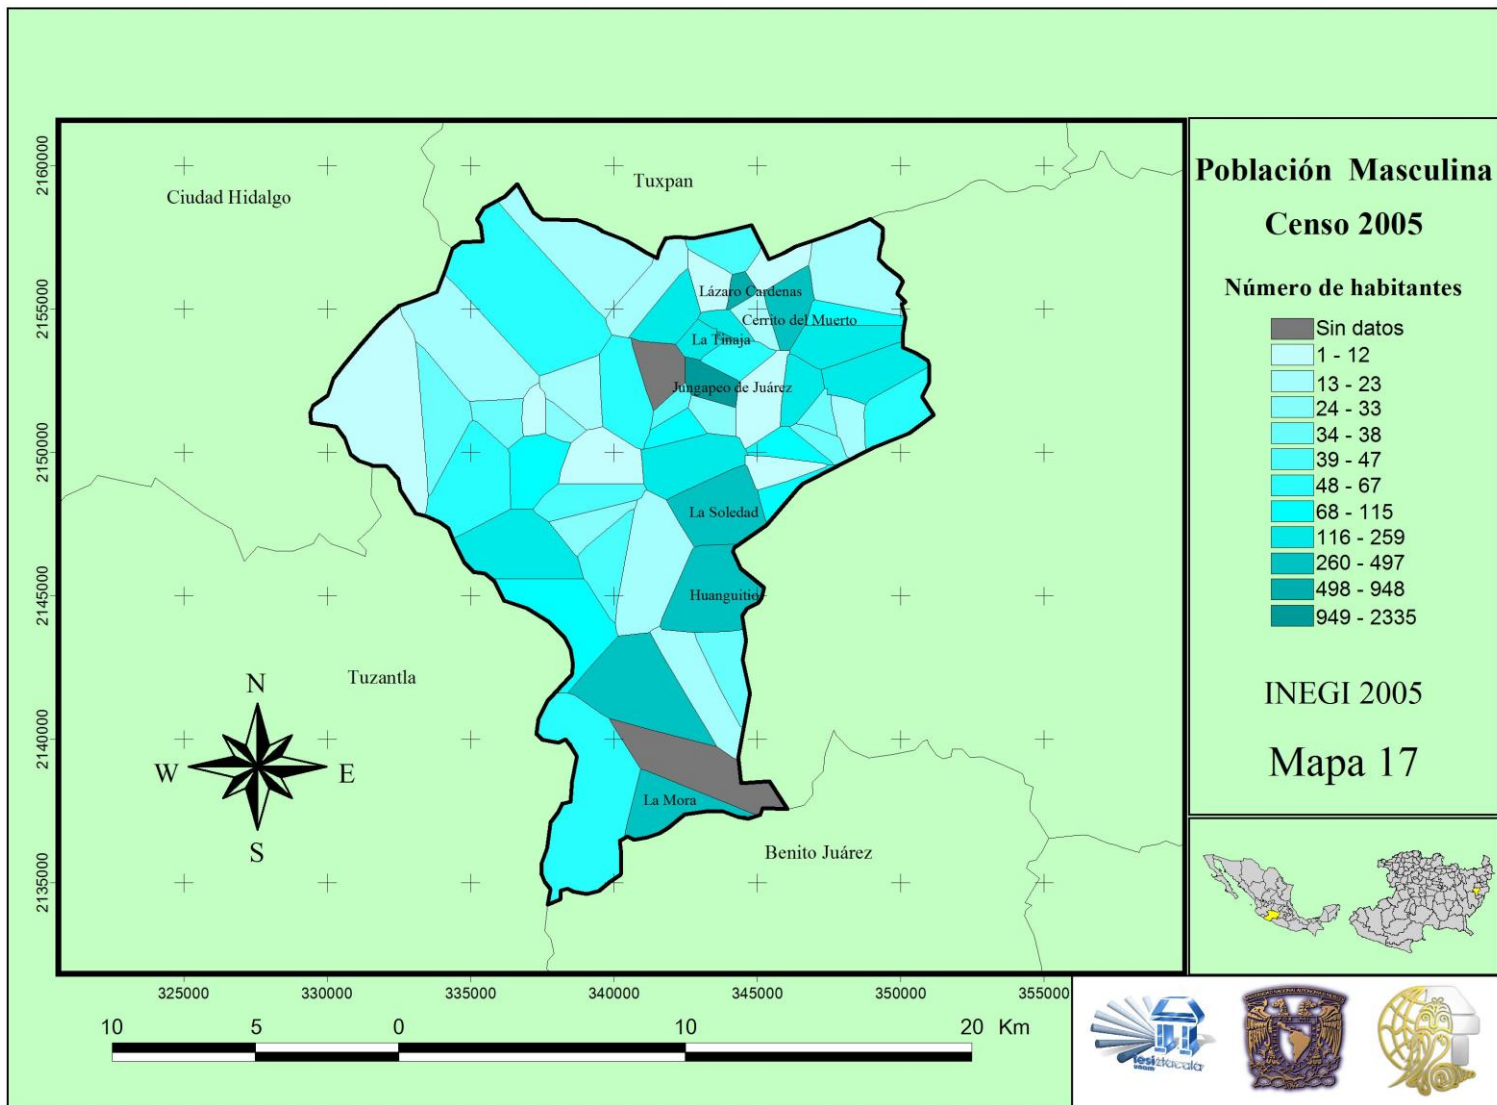 Ciudad Hidalgo
Tuxpan
Lázaro Cardenas
Cerrito del Muerto
La Tinaja
Jungapeo de Juárez
La Soledad
Huanguitio
Tuzantla
La Mora
Benito Juárez
N
W
E
S
2160000
2155000
2150000
2145000
2140000
2135000
325000
330000
335000
340000
345000
350000
355000
10
5
0
10
20 Km
Población Masculina
Censo 2005
Número de habitantes
Sin datos
1 - 12
13 - 23
24 - 33
34 - 38
39 - 47
48 - 67
68 - 115
116 - 259
260 - 497
498 - 948
949 - 2335
INEGI 2005
Mapa 17